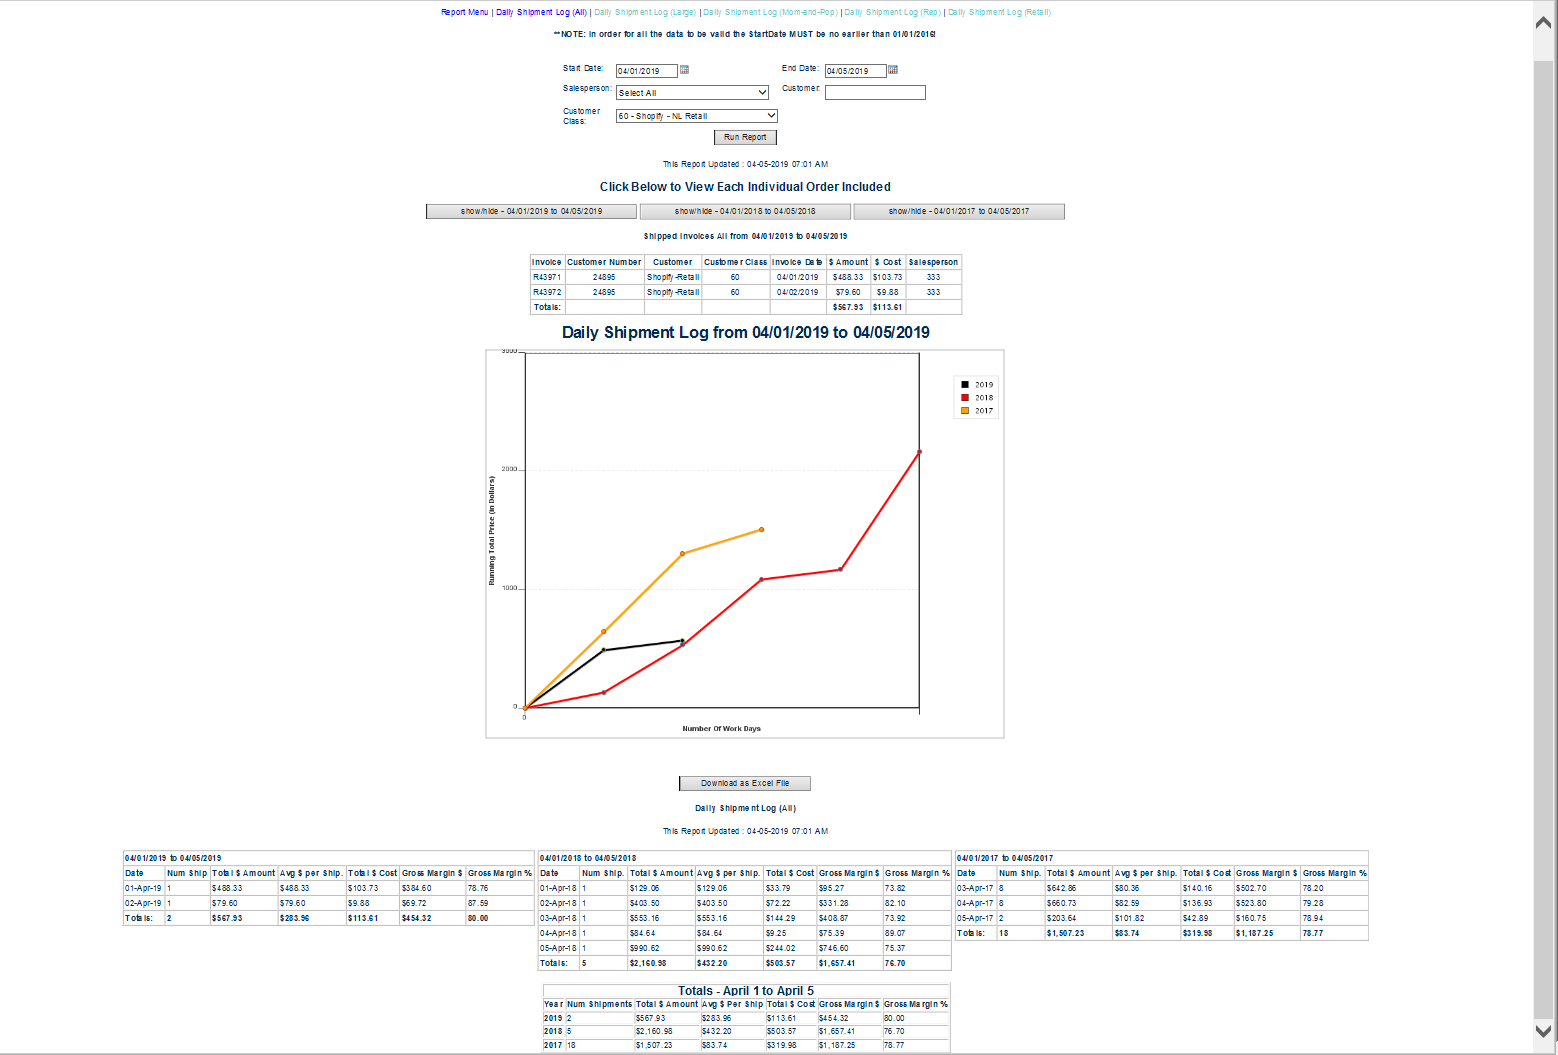 Report Menu | Daily Shipment Log (All) | Daily Shipment Log (Large) | Daily Shipment Log (Mom-and-Pop) | Daily Shipment Log (Rep) | Daily Shipment Log (Retail)
**NOTE: in order for all the data to be valid the StartDate MUST be no earlier than 01/01/2016!
Start Date: 04/01/2019 End Date: 04/05/2019
Salesperson: Select All Customer:
Customer Class: 60 - Shopify - NL Retail
Run Report
This Report Updated : 04-05-2019 07:01 AM
Click Below to View Each Individual Order Included
show/hide - 04/01/2019 to 04/05/2019 show/hide - 04/01/2018 to 04/05/2018 show/hide - 04/01/2017 to 04/05/2017
Shipped Invoices All from 04/01/2019 to 04/05/2019
Invoice Customer Number Customer Customer Class Invoice Date $ Amount $ Cost Salesperson
R43971 24895 Shopify-Retail 60 04/01/2019 $488.33 $103.73 333
R43972 24895 Shopify-Retail 60 04/02/2019 $79.60 $9.88 333
Totals: $567.93 $113.61
Daily Shipment Log from 04/01/2019 to 04/05/2019
3000
2019
2018
2017
2000
Running Total Price (in Dollars)
1000
0
0
Number Of Work Days
Download as Excel File
Daily Shipment Log (All)
This Report Updated : 04-05-2019 07:01 AM
04/01/2019 to 04/05/2019
Date Num Ship Total $ Amount Avg $ per Ship. Total $ Cost Gross Margin $ Gross Margin %
01-Apr-19 1 $488.33 $488.33 $103.73 $384.60 78.76
02-Apr-19 1 $79.60 $79.60 $9.88 $69.72 87.59
Totals: 2 $567.93 $283.96 $113.61 $454.32 80.00
04/01/2018 to 04/05/2018
Date Num Ship. Total $ Amount Avg $ per Ship. Total $ Cost Gross Margin $ Gross Margin %
01-Apr-18 1 $129.06 $129.06 $33.79 $95.27 73.82
02-Apr-18 1 $403.50 $403.50 $72.22 $331.28 82.10
03-Apr-18 1 $553.16 $553.16 $144.29 $408.87 73.92
04-Apr-18 1 $84.64 $84.64 $9.25 $75.39 89.07
05-Apr-18 1 $990.62 $990.62 $244.02 $746.60 75.37
Totals: 5 $2,160.98 $432.20 $503.57 $1,657.41 76.70
04/01/2017 to 04/05/2017
Date Num Ship. Total $ Amount Avg $ per Ship. Total $ Cost Gross Margin $ Gross Margin %
03-Apr-17 8 $642.86 $80.36 $140.16 $502.70 78.20
04-Apr-17 8 $660.73 $82.59 $136.93 $523.80 79.28
05-Apr-17 2 $203.64 $101.82 $42.89 $160.75 78.94
Totals: 18 $1,507.23 $83.74 $319.98 $1,187.25 78.77
Totals - April 1 to April 5
Year Num Shipments Total $ Amount Avg $ Per Ship Total $ Cost Gross Margin $ Gross Margin %
2019 2 $567.93 $283.96 $113.61 $454.32 80.00
2018 5 $2,160.98 $432.20 $503.57 $1,657.41 76.70
2017 18 $1,507.23 $83.74 $319.98 $1,187.25 78.77